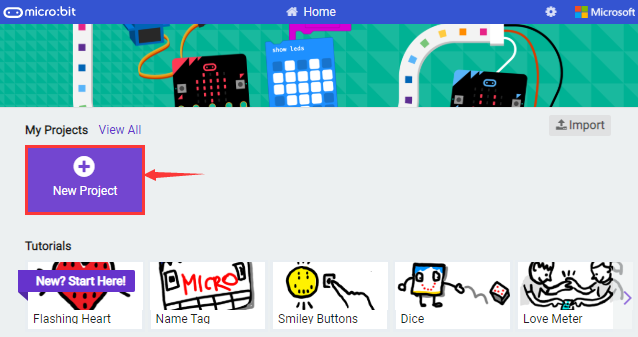 micro:bit
Home
Microsoft
show leds
My Projects View All
Import
New Project
Tutorials
New? Start Here!
MICRO
Flashing Heart
Name Tag
Smiley Buttons
Dice
Love Meter